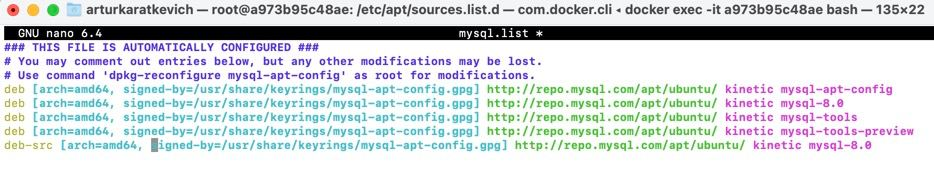 arturkaratkevich — root@a973b95c48ae: /etc/apt/sources.list.d — com.docker.cli ◂ docker exec -it a973b95c48ae bash — 135×22
GNU nano 6.4 mysql.list *
### THIS FILE IS AUTOMATICALLY CONFIGURED ###
# You may comment out entries below, but any other modifications may be lost.
# Use command 'dpkg-reconfigure mysql-apt-config' as root for modifications.
deb [arch=amd64, signed-by=/usr/share/keyrings/mysql-apt-config.gpg] http://repo.mysql.com/apt/ubuntu/ kinetic mysql-apt-config
deb [arch=amd64, signed-by=/usr/share/keyrings/mysql-apt-config.gpg] http://repo.mysql.com/apt/ubuntu/ kinetic mysql-8.0
deb [arch=amd64, signed-by=/usr/share/keyrings/mysql-apt-config.gpg] http://repo.mysql.com/apt/ubuntu/ kinetic mysql-tools
deb [arch=amd64, signed-by=/usr/share/keyrings/mysql-apt-config.gpg] http://repo.mysql.com/apt/ubuntu/ kinetic mysql-tools-preview
deb-src [arch=amd64, signed-by=/usr/share/keyrings/mysql-apt-config.gpg] http://repo.mysql.com/apt/ubuntu/ kinetic mysql-8.0